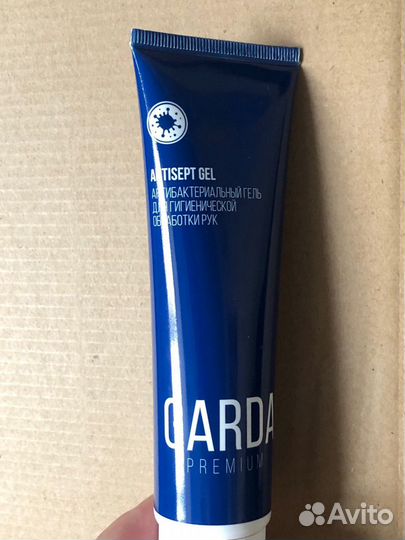 ANTISEPT GEL
АНТИБАКТЕРИАЛЬНЫЙ ГЕЛЬ
ДЛЯ ГИГИЕНИЧЕСКОЙ
ОБРАБОТКИ РУК
GARDA
PREMIUM
Avito